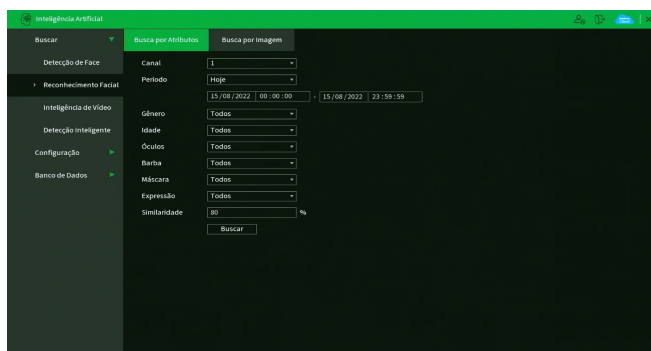 Inteligência Artificial
Buscar
Busca por Atributos
Busca por Imagem
Detecção de Face
Reconhecimento Facial
Inteligência de Vídeo
Detecção Inteligente
Configuração
Banco de Dados
Canal 1
Período Hoje
15/08/2022 00:00:00 - 15/08/2022 23:59:59
Gênero Todos
Idade Todos
Óculos Todos
Barba Todos
Máscara Todos
Expressão Todos
Similaridade 80 %
Buscar